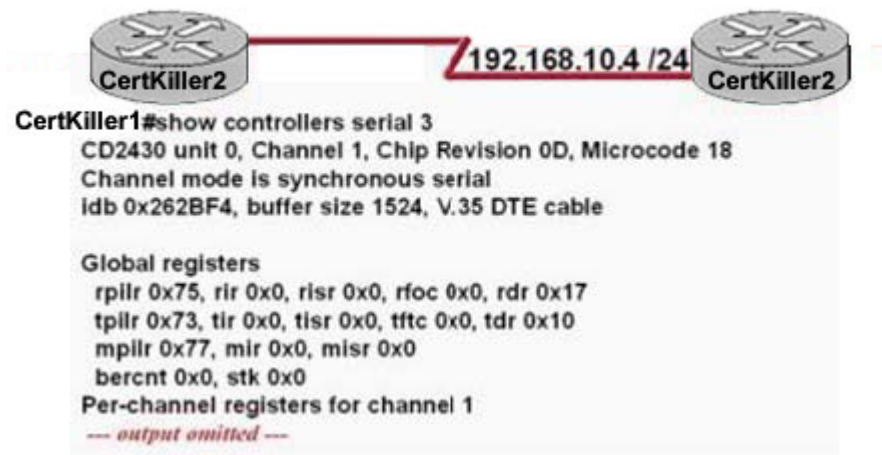 192.168.10.4 /24
CertKiller2
CertKiller2
CertKiller1#show controllers serial 3
CD2430 unit 0, Channel 1, Chip Revision 0D, Microcode 18
Channel mode is synchronous serial
idb 0x262BF4, buffer size 1524, V.35 DTE cable
Global registers
rpilr 0x75, rir 0x0, risr 0x0, rfoc 0x0, rdr 0x17
tpilr 0x73, tir 0x0, tisr 0x0, tftc 0x0, tdr 0x10
mpilr 0x77, mir 0x0, misr 0x0
bercnt 0x0, stk 0x0
Per-channel registers for channel 1
--- output omitted ---